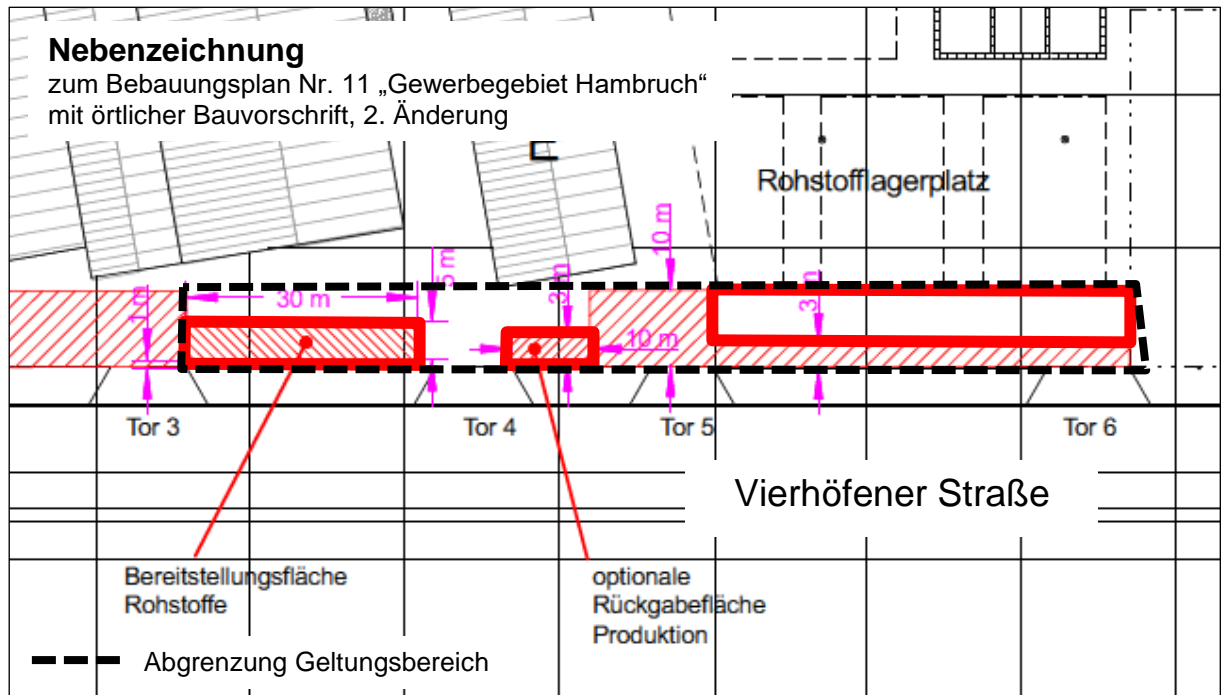 Nebenzeichnung
zum Bebauungsplan Nr. 11 „Gewerbegebiet Hambruch“
mit örtlicher Bauvorschrift, 2. Änderung
Rohstofflagerplatz
10 m
5 m
30 m
1 m
3 m
10 m
3 m
Tor 3
Tor 4
Tor 5
Tor 6
Vierhöfener Straße
Bereitstellungsfläche
Rohstoffe
optionale
Rückgabefläche
Produktion
Abgrenzung Geltungsbereich